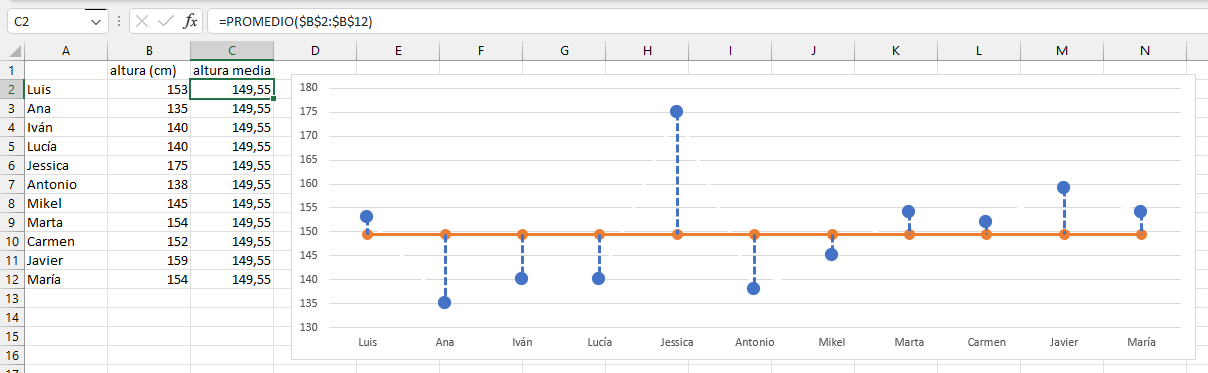 C2 fx =PROMEDIO($B$2:$B$12)
A B C D E F G H I J K L M N
1 altura (cm) altura media
2 Luis 153 149,55
3 Ana 135 149,55
4 Iván 140 149,55
5 Lucía 140 149,55
6 Jessica 175 149,55
7 Antonio 138 149,55
8 Mikel 145 149,55
9 Marta 154 149,55
10 Carmen 152 149,55
11 Javier 159 149,55
12 María 154 149,55
13
14
15
16
17
180
175
170
165
160
155
150
145
140
135
130
Luis Ana Iván Lucía Jessica Antonio Mikel Marta Carmen Javier María